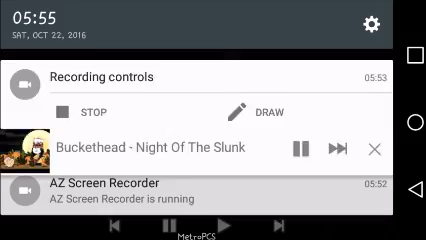 05:55
SAT, OCT 22, 2016
Recording controls 05:53
STOP DRAW
Buckethead - Night Of The Slunk
AZ Screen Recorder 05:52
AZ Screen Recorder is running
MetroPCS